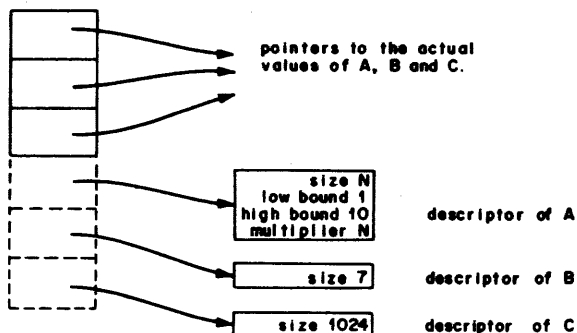 pointers to the actual
values of A, B and C.
size N
low bound 1
high bound 10
multiplier N
descriptor of A
size 7
descriptor of B
size 1024
descriptor of C